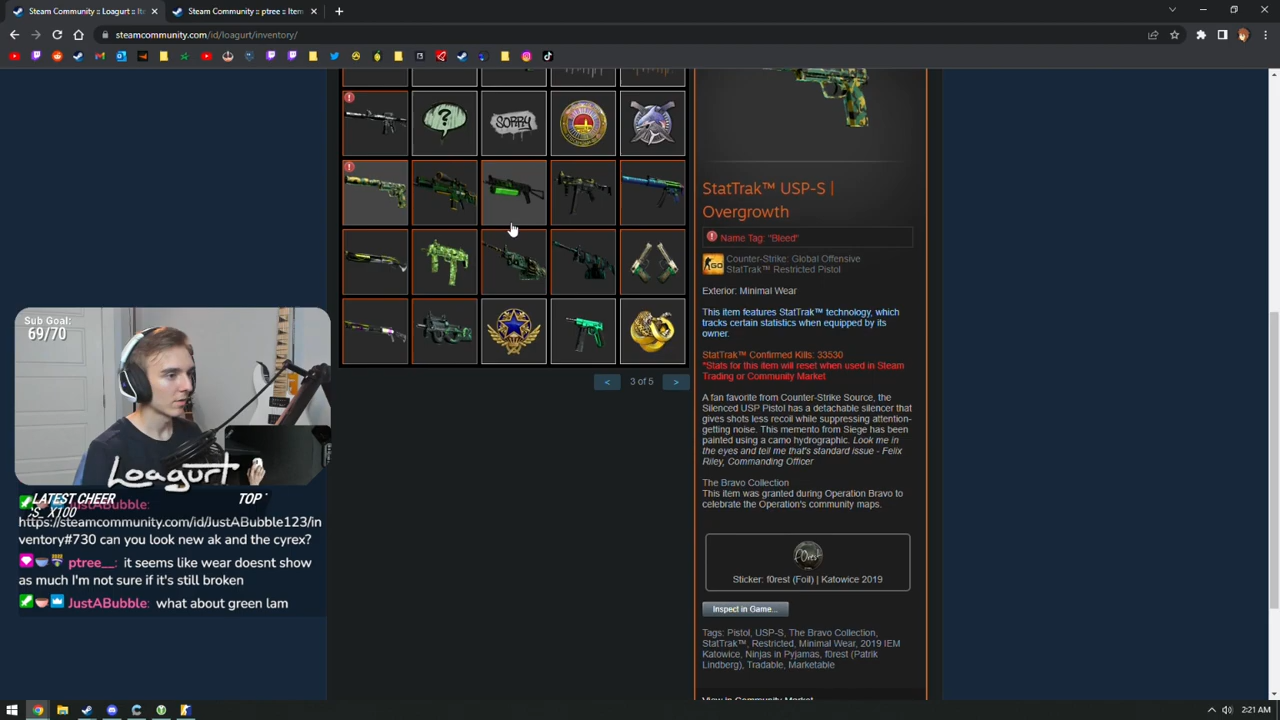 Steam Community :: Loagurt :: It
Steam Community :: ptree :: Item
steamcommunity.com/id/loagurt/inventory/
SORRY
3 of 5
StatTrak™ USP-S |
Overgrowth
Name Tag: "Bleed"
Counter-Strike: Global Offensive
StatTrak™ Restricted Pistol
Exterior: Minimal Wear
This item features StatTrak™ technology, which
tracks certain statistics when equipped by its
owner.
StatTrak™ Confirmed Kills: 33530
*Stats for this item will reset when used in Steam
Trading or Community Market
A fan favorite from Counter-Strike Source, the
Silenced USP Pistol has a detachable silencer that
gives shots less recoil while suppressing attention-
getting noise. This memento from Siege has been
painted using a camo hydrographic. Look me in
the eyes and tell me that's standard issue - Felix
Riley, Commanding Officer
The Bravo Collection
This item was granted during Operation Bravo to
celebrate the Operation's community maps.
f0rest
Sticker: f0rest (Foil) | Katowice 2019
Inspect in Game...
Tags: Pistol, USP-S, The Bravo Collection,
StatTrak™, Restricted, Minimal Wear, 2019 IEM
Katowice, Ninjas in Pyjamas, f0rest (Patrik
Lindberg), Tradable, Marketable
View in Community Market
Sub Goal:
69/70
Loagurt
LATEST CHEER
TOP
X100
JustABubble:
https://steamcommunity.com/id/JustABubble123/in
ventory#730 can you look new ak and the cyrex?
ptree__: it seems like wear doesnt show
as much I'm not sure if it's still broken
JustABubble: what about green lam
2:21 AM